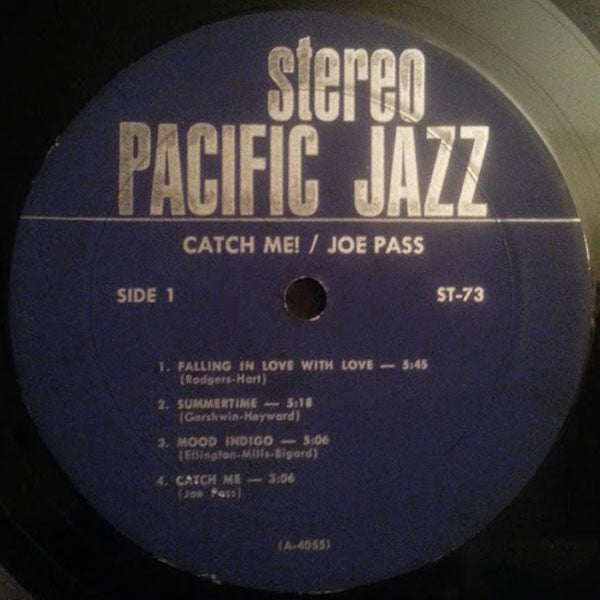 stereo
PACIFIC JAZZ
CATCH ME! / JOE PASS
SIDE 1 ST-73
1. FALLING IN LOVE WITH LOVE — 5:45
(Rodgers-Hart)
2. SUMMERTIME — 5:18
(Gershwin-Heyward)
3. MOOD INDIGO — 5:06
(Ellington-Mills-Bigard)
4. CATCH ME — 3:06
(Joe Pass)
(A-4055)